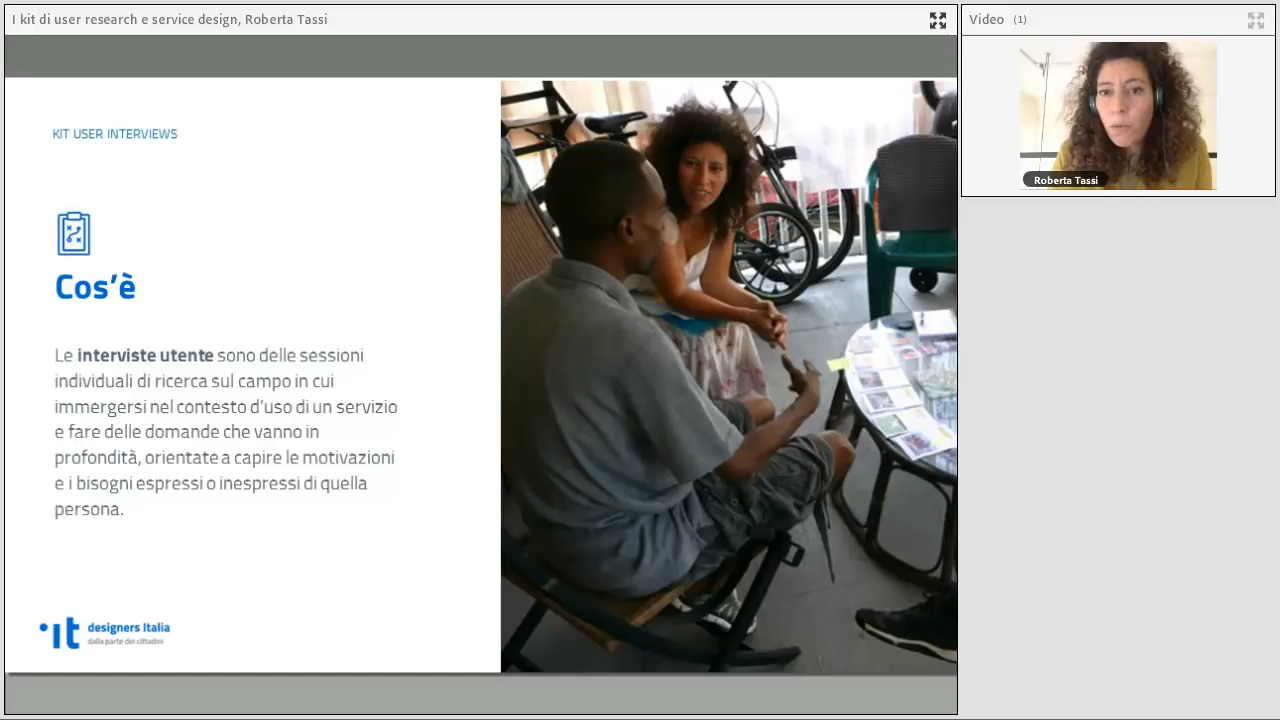 I kit di user research e service design, Roberta Tassi
Video (1)
Roberta Tassi
KIT USER INTERVIEWS
Cos’è
Le interviste utente sono delle sessioni
individuali di ricerca sul campo in cui
immergersi nel contesto d’uso di un servizio
e fare delle domande che vanno in
profondità, orientate a capire le motivazioni
e i bisogni espressi o inespressi di quella
persona.
it designers italia
dalla parte dei cittadini